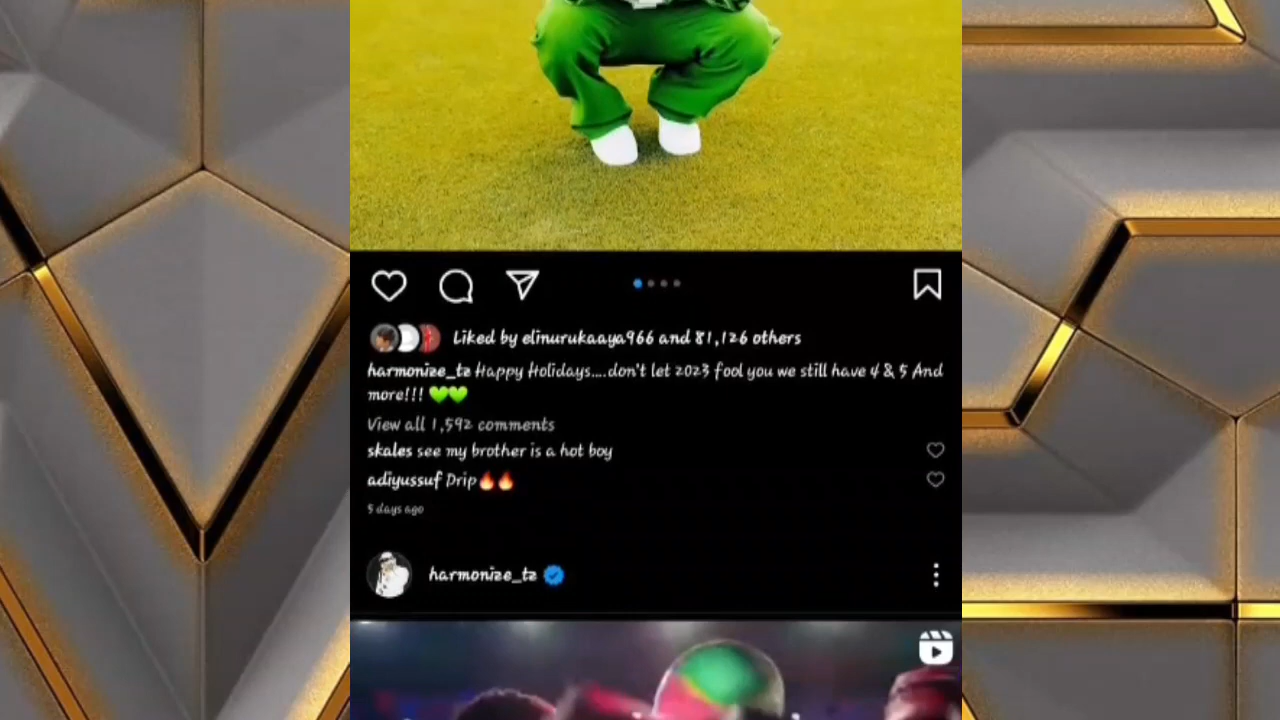 Liked by elinurukaaya966 and 81,126 others
harmonize_tz Happy Holidays....don't let 2023 fool you we still have 4 & 5 And
more!!! 💚💚
View all 1,592 comments
skales see my brother is a hot boy
adiyussuf Drip🔥🔥
5 days ago
harmonize_tz